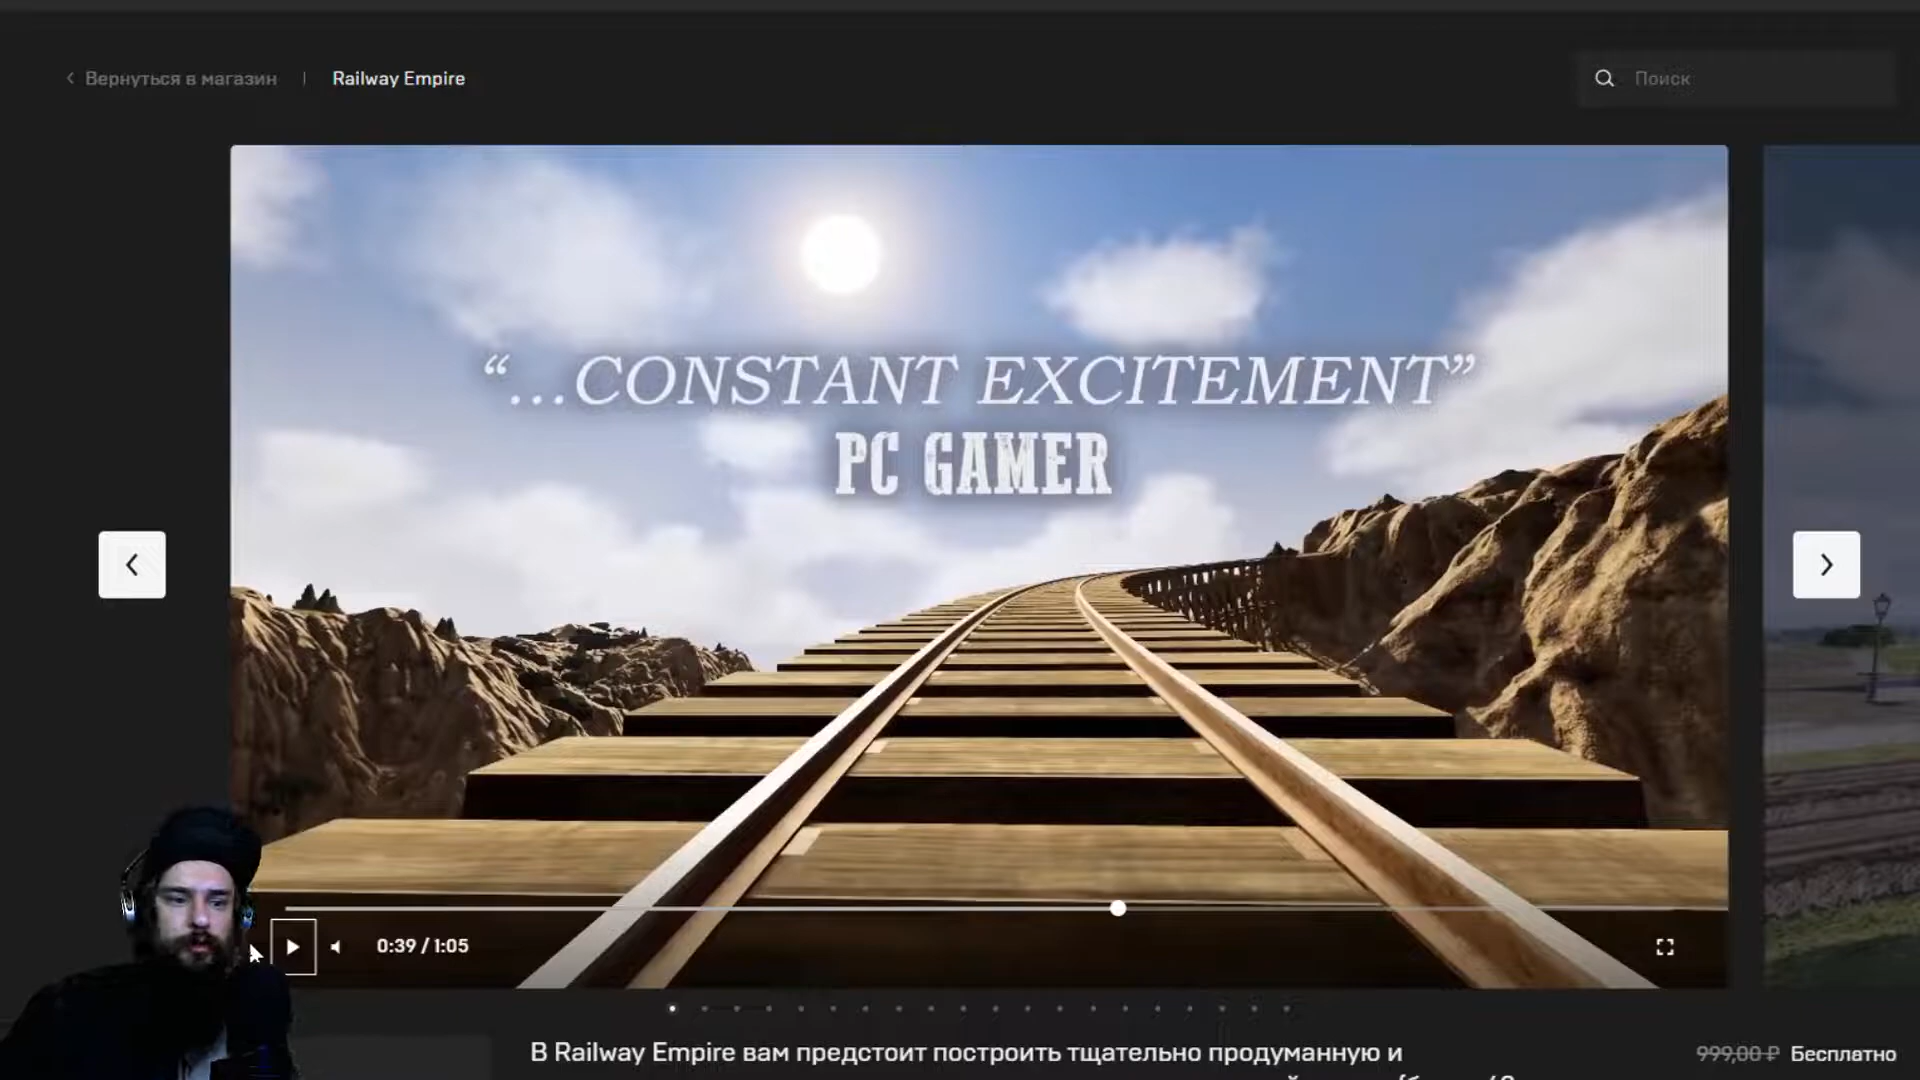 Вернуться в магазин | Railway Empire
Поиск
“...CONSTANT EXCITEMENT”
PC GAMER
0:39 / 1:05
В Railway Empire вам предстоит построить тщательно продуманную и
999,00 ₽ Бесплатно